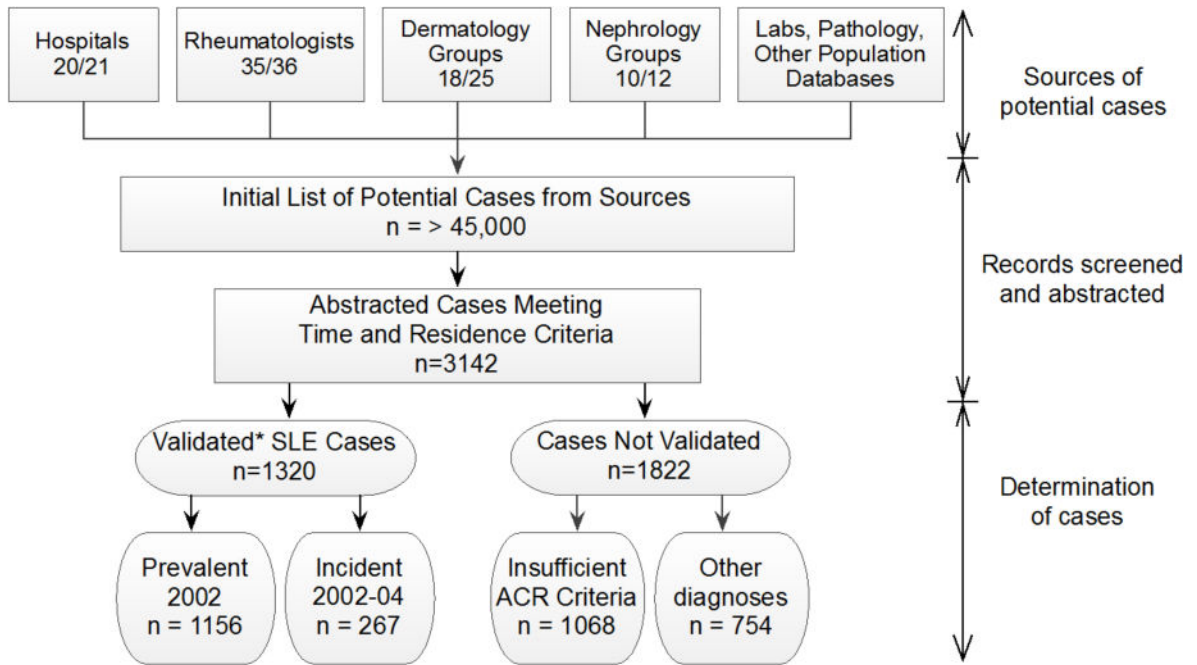 Hospitals
20/21
Rheumatologists
35/36
Dermatology
Groups
18/25
Nephrology
Groups
10/12
Labs, Pathology,
Other Population
Databases
Sources of
potential cases
Initial List of Potential Cases from Sources
n = > 45,000
Records screened
and abstracted
Abstracted Cases Meeting
Time and Residence Criteria
n=3142
Validated* SLE Cases
n=1320
Cases Not Validated
n=1822
Determination
of cases
Prevalent
2002
n = 1156
Incident
2002-04
n = 267
Insufficient
ACR Criteria
n = 1068
Other
diagnoses
n = 754